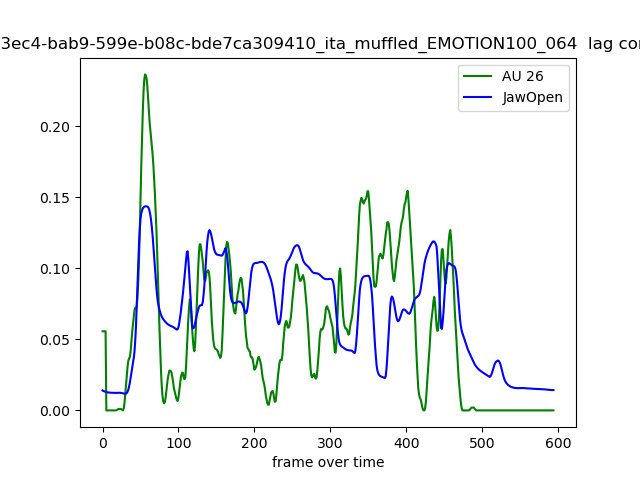 3ec4-bab9-599e-b08c-bde7ca309410_ita_muffled_EMOTION100_064 lag
AU 26
JawOpen
0.20
0.15
0.10
0.05
0.00
0 100 200 300 400 500 600
frame over time